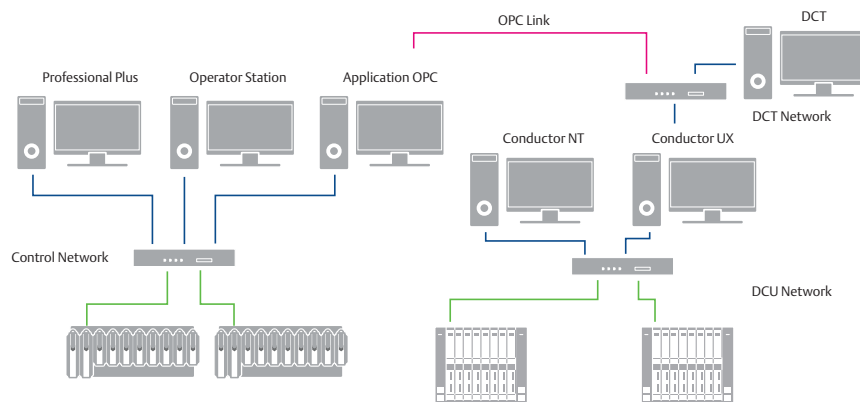 OPC Link
DCT
Professional Plus
Operator Station
Application OPC
DCT Network
Conductor NT
Conductor UX
Control Network
DCU Network